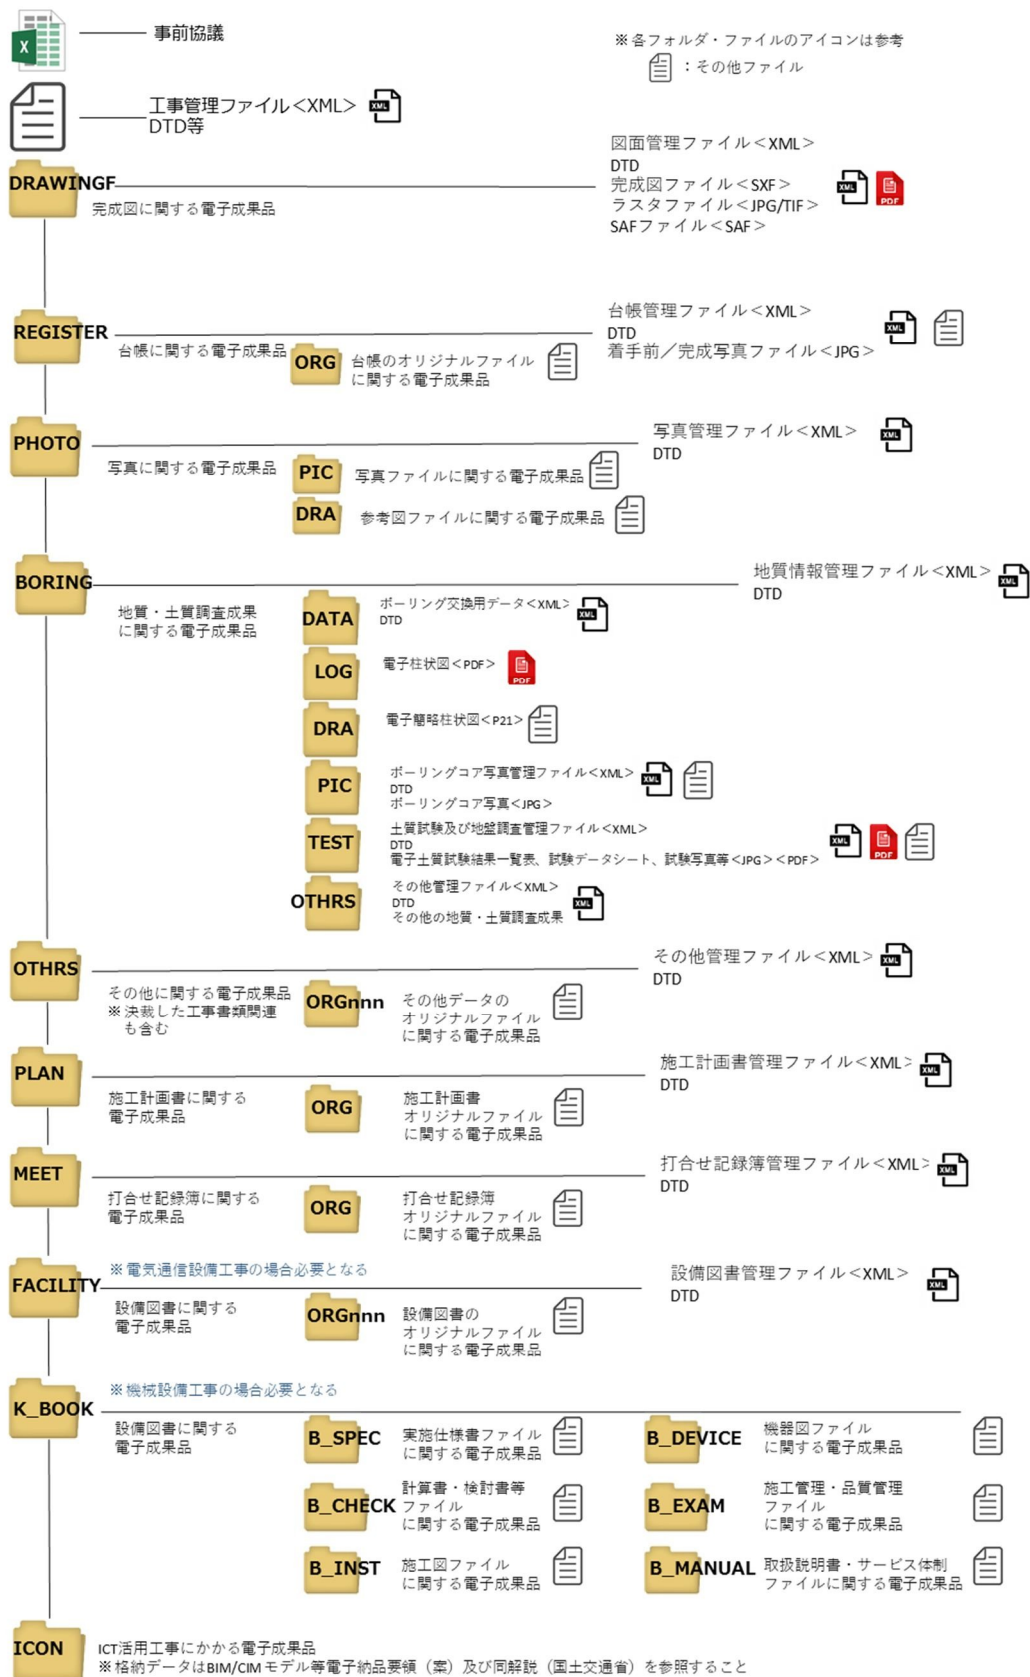 事前協議
※各フォルダ・ファイルのアイコンは参考
：その他ファイル
工事管理ファイル＜XML＞
DTD等
XML
DRAWINGF
完成図に関する電子成果品
図面管理ファイル＜XML＞
DTD
完成図ファイル＜SXF＞
ラスタファイル＜JPG/TIF＞
SAFファイル＜SAF＞
XML
PDF
REGISTER
台帳に関する電子成果品
ORG
台帳のオリジナルファイル
に関する電子成果品
台帳管理ファイル＜XML＞
DTD
着手前／完成写真ファイル＜JPG＞
XML
PHOTO
写真に関する電子成果品
写真管理ファイル＜XML＞
DTD
XML
PIC
写真ファイルに関する電子成果品
DRA
参考図ファイルに関する電子成果品
BORING
地質・土質調査成果
に関する電子成果品
地質情報管理ファイル＜XML＞
DTD
XML
DATA
ボーリング交換用データ＜XML＞
DTD
XML
LOG
電子柱状図＜PDF＞
PDF
DRA
電子簡略柱状図＜P21＞
PIC
ボーリングコア写真管理ファイル＜XML＞
DTD
ボーリングコア写真＜JPG＞
XML
TEST
土質試験及び地盤調査管理ファイル＜XML＞
DTD
電子土質試験結果一覧表、試験データシート、試験写真等＜JPG＞＜PDF＞
XML
PDF
OTHRS
その他管理ファイル＜XML＞
DTD
その他の地質・土質調査成果
XML
OTHRS
その他に関する電子成果品
※決裁した工事書類関連
も含む
その他管理ファイル＜XML＞
DTD
XML
ORGnnn
その他データの
オリジナルファイル
に関する電子成果品
PLAN
施工計画書に関する
電子成果品
施工計画書管理ファイル＜XML＞
DTD
XML
ORG
施工計画書
オリジナルファイル
に関する電子成果品
MEET
打合せ記録簿に関する
電子成果品
打合せ記録簿管理ファイル＜XML＞
DTD
XML
ORG
打合せ記録簿
オリジナルファイル
に関する電子成果品
※電気通信設備工事の場合必要となる
FACILITY
設備図書に関する
電子成果品
設備図書管理ファイル＜XML＞
DTD
XML
ORGnnn
設備図書の
オリジナルファイル
に関する電子成果品
※機械設備工事の場合必要となる
K_BOOK
設備図書に関する
電子成果品
B_SPEC
実施仕様書ファイル
に関する電子成果品
B_DEVICE
機器図ファイル
に関する電子成果品
B_CHECK
計算書・検討書等
ファイル
に関する電子成果品
B_EXAM
施工管理・品質管理
ファイル
に関する電子成果品
B_INST
施工図ファイル
に関する電子成果品
B_MANUAL
取扱説明書・サービス体制
ファイルに関する電子成果品
ICON
ICT活用工事にかかる電子成果品
※格納データはBIM/CIMモデル等電子納品要領（案）及び同解説（国土交通省）を参照すること